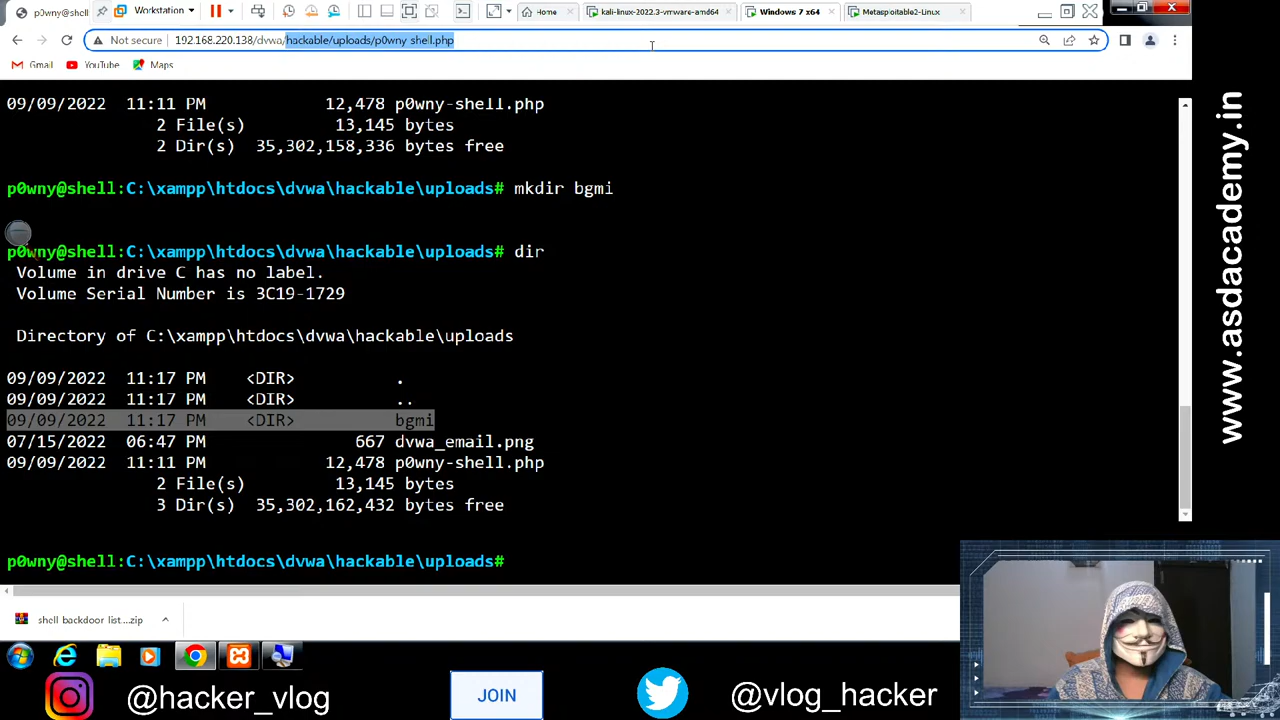 p0wny@shell
Workstation
Home
kali-linux-2022.3-vmware-amd64
Windows 7 x64
Metasploitable2-Linux
Not secure
192.168.220.138/dvwa/hackable/uploads/p0wny shell.php
Gmail
YouTube
Maps
09/09/2022 11:11 PM 12,478 p0wny-shell.php
2 File(s) 13,145 bytes
2 Dir(s) 35,302,158,336 bytes free
p0wny@shell:C:\xampp\htdocs\dvwa\hackable\uploads# mkdir bgmi
p0wny@shell:C:\xampp\htdocs\dvwa\hackable\uploads# dir
Volume in drive C has no label.
Volume Serial Number is 3C19-1729
Directory of C:\xampp\htdocs\dvwa\hackable\uploads
09/09/2022 11:17 PM <DIR> .
09/09/2022 11:17 PM <DIR> ..
09/09/2022 11:17 PM <DIR> bgmi
07/15/2022 06:47 PM 667 dvwa_email.png
09/09/2022 11:11 PM 12,478 p0wny-shell.php
2 File(s) 13,145 bytes
3 Dir(s) 35,302,162,432 bytes free
p0wny@shell:C:\xampp\htdocs\dvwa\hackable\uploads#
www.asdacademy.in
shell backdoor list....zip
@hacker_vlog
JOIN
@vlog_hacker